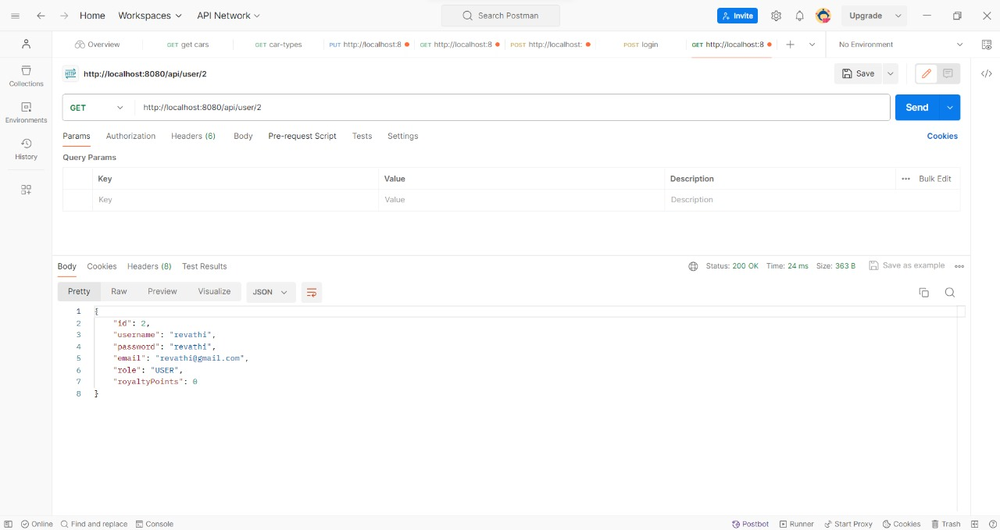 Home Workspaces API Network Search Postman Invite Upgrade
Overview GET get cars GET car-types PUT http://localhost:8 GET http://localhost:8 POST http://localhost: POST login GET http://localhost:8 No Environment
Collections
Environments
History
HTTP http://localhost:8080/api/user/2 Save
GET http://localhost:8080/api/user/2 Send
Params Authorization Headers (6) Body Pre-request Script Tests Settings Cookies
Query Params
Key Value Description Bulk Edit
Key Value Description
Body Cookies Headers (8) Test Results Status: 200 OK Time: 24 ms Size: 363 B Save as example
Pretty Raw Preview Visualize JSON
1 {
2 "id": 2,
3 "username": "revathi",
4 "password": "revathi",
5 "email": "revathi@gmail.com",
6 "role": "USER",
7 "royaltyPoints": 0
8 }
Online Find and replace Console Postbot Runner Start Proxy Cookies Trash